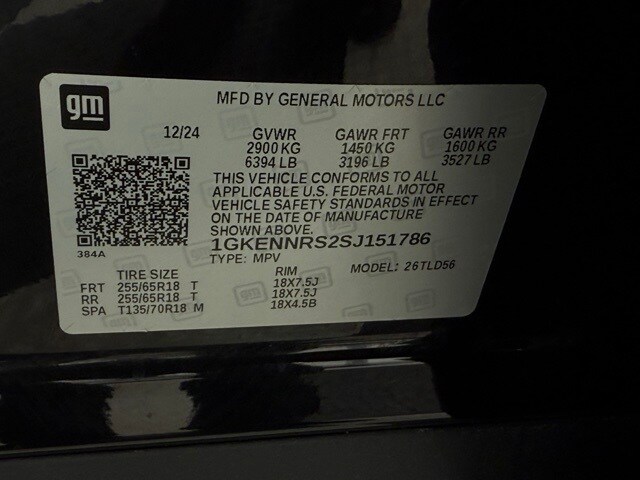 gm
MFD BY GENERAL MOTORS LLC
12/24 GVWR GAWR FRT GAWR RR
2900 KG 1450 KG 1600 KG
6394 LB 3196 LB 3527 LB
THIS VEHICLE CONFORMS TO ALL
APPLICABLE U.S. FEDERAL MOTOR
VEHICLE SAFETY STANDARDS IN EFFECT
ON THE DATE OF MANUFACTURE
SHOWN ABOVE.
384A
1GKENNRS2SJ151786
TYPE: MPV MODEL: 26TLD56
TIRE SIZE RIM
FRT 255/65R18 T 18X7.5J
RR 255/65R18 T 18X7.5J
SPA T135/70R18 M 18X4.5B